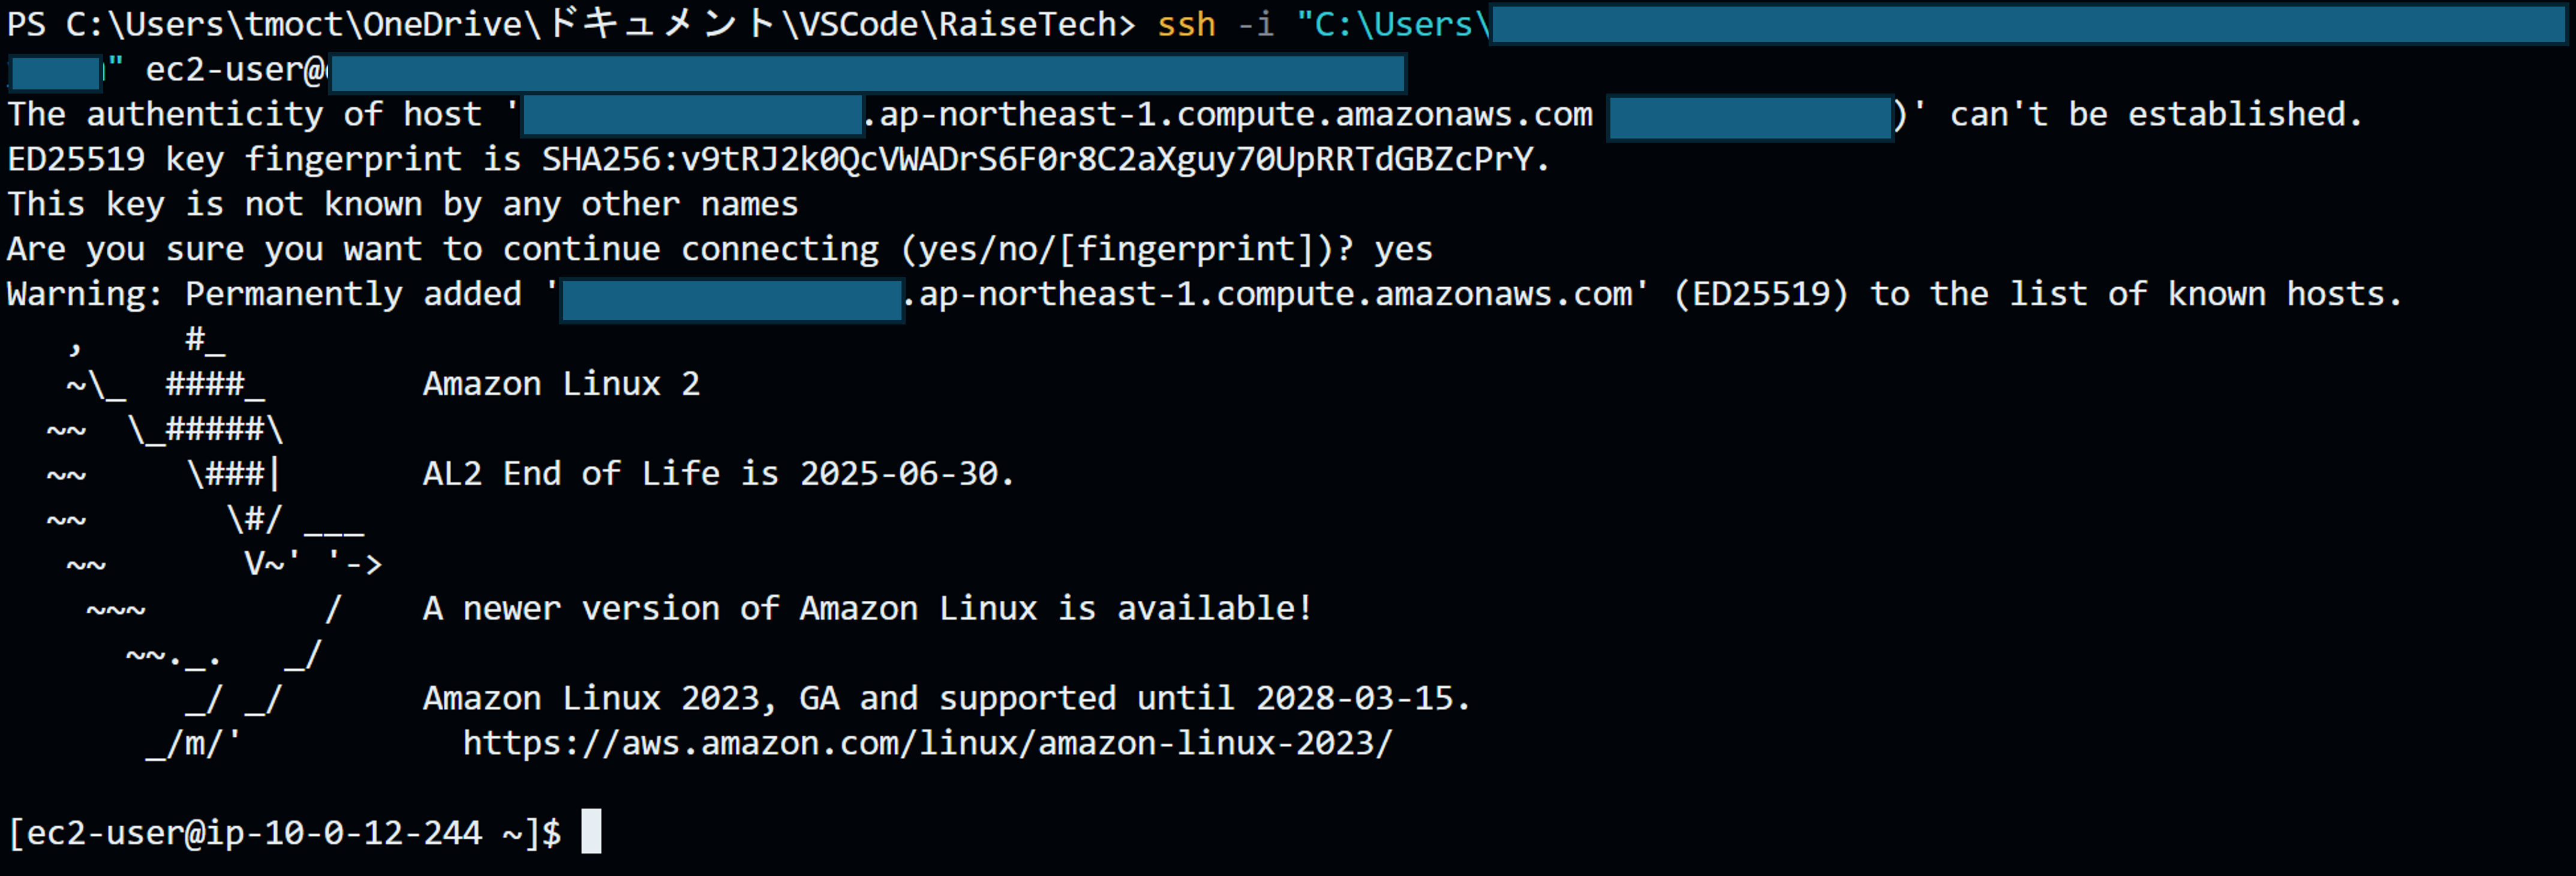 PS C:\Users\tmoct\OneDrive\ドキュメント\VSCode\RaiseTech> ssh -i "C:\Users\
" ec2-user@
The authenticity of host '.ap-northeast-1.compute.amazonaws.com )' can't be established.
ED25519 key fingerprint is SHA256:v9tRJ2k0QcVWADrS6F0r8C2aXguy70UpRRTdGBZcPrY.
This key is not known by any other names
Are you sure you want to continue connecting (yes/no/[fingerprint])? yes
Warning: Permanently added '.ap-northeast-1.compute.amazonaws.com' (ED25519) to the list of known hosts.
   ,     #_
   ~\_  ####_        Amazon Linux 2
  ~~  \_#####\
  ~~     \###|       AL2 End of Life is 2025-06-30.
  ~~       \#/ ___
   ~~       V~' '->
    ~~~         /    A newer version of Amazon Linux is available!
      ~~._.   _/
         _/ _/       Amazon Linux 2023, GA and supported until 2028-03-15.
       _/m/'           https://aws.amazon.com/linux/amazon-linux-2023/
[ec2-user@ip-10-0-12-244 ~]$